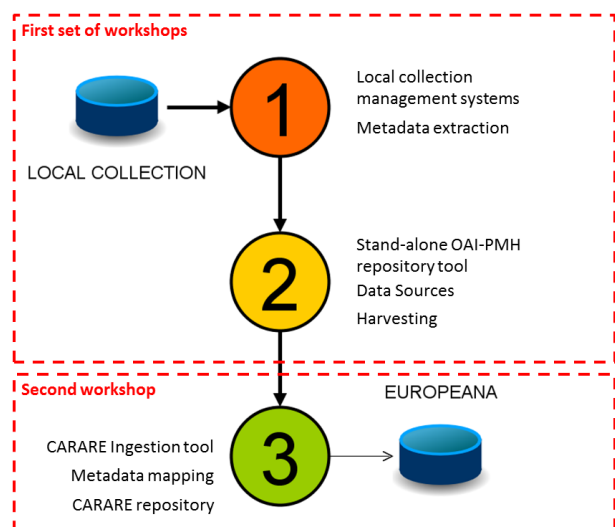 First set of workshops
1
Local collection
management systems
Metadata extraction
LOCAL COLLECTION
2
Stand-alone OAI-PMH
repository tool
Data Sources
Harvesting
Second workshop
EUROPEANA
3
CARARE Ingestion tool
Metadata mapping
CARARE repository